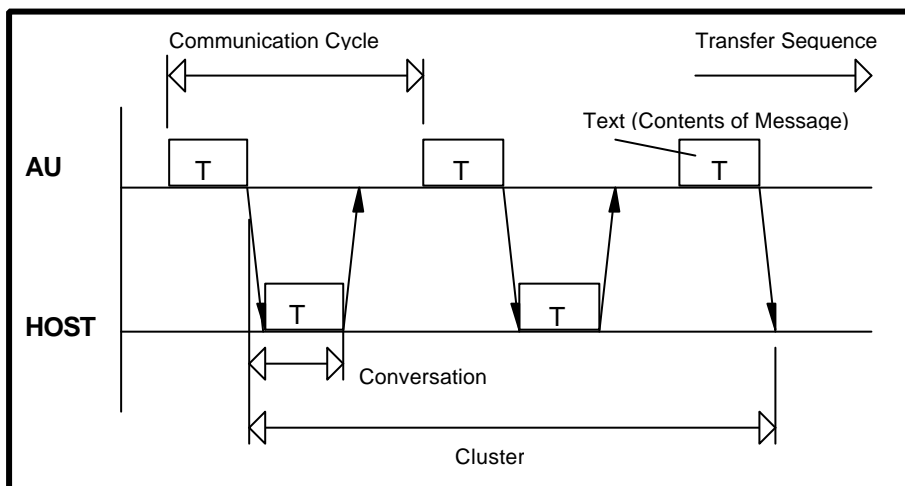 Communication Cycle
Transfer Sequence
Text (Contents of Message)
AU
T
T
T
HOST
T
T
Conversation
Cluster